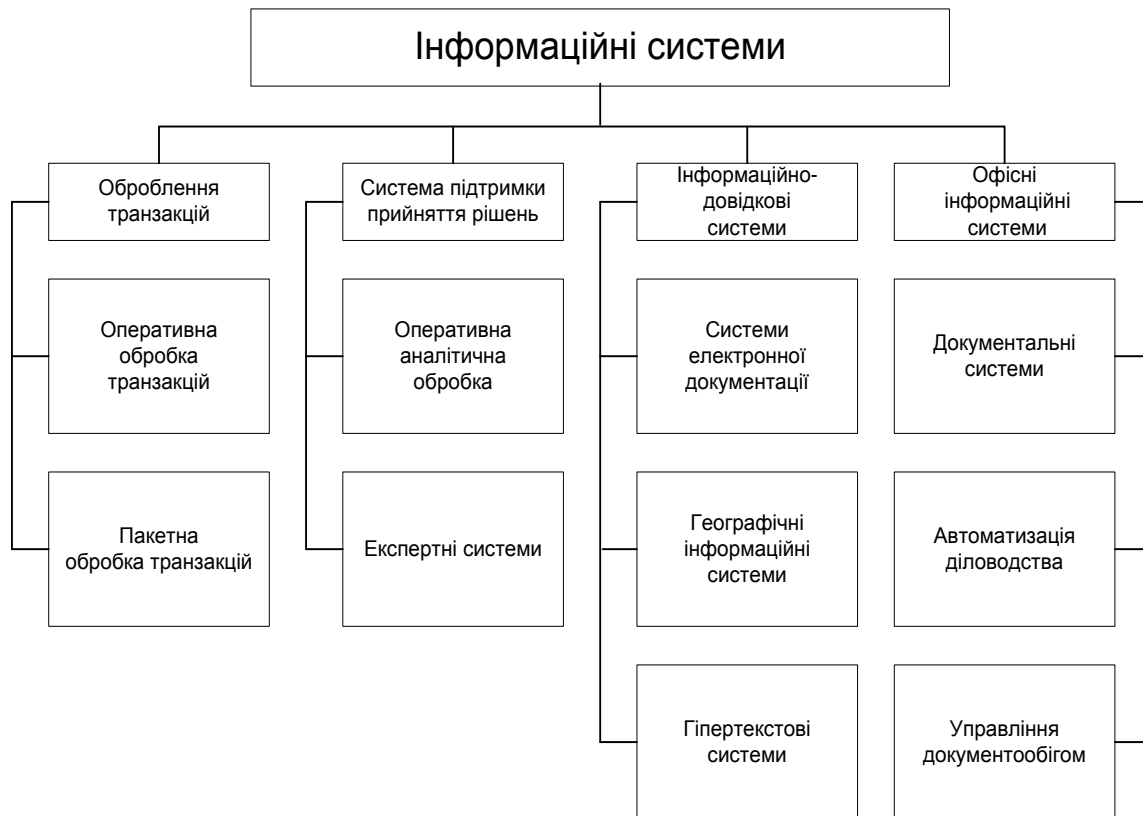 Інформаційні системи
Оброблення
транзакцій
Система підтримки
прийняття рішень
Інформаційно-
довідкові
системи
Офісні
інформаційні
системи
Оперативна
обробка
транзакцій
Оперативна
аналітична
обробка
Системи
електронної
документації
Документальні
системи
Пакетна
обробка транзакцій
Експертні системи
Географічні
інформаційні
системи
Автоматизація
діловодства
Гіпертекстові
системи
Управління
документообігом